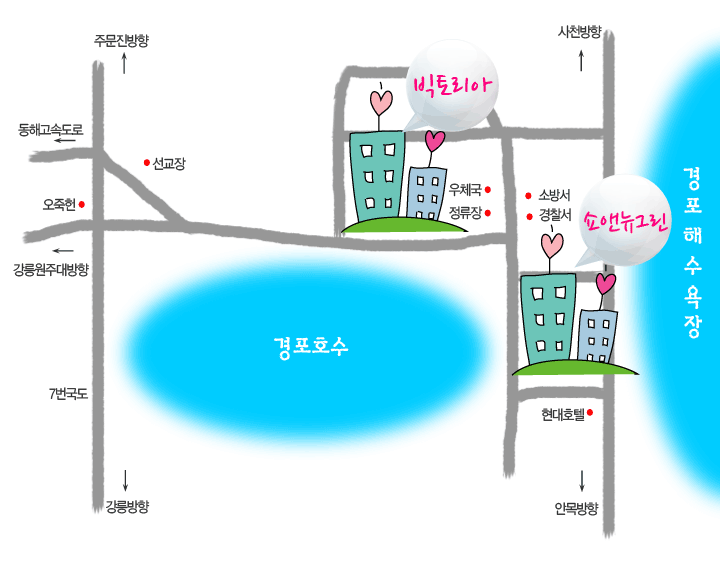 주문진방향
사천방향
빅토리아
동해고속도로
선교장
경포해수욕장
우체국
소방서
오죽헌
정류장
경찰서
쇼앤뉴그린
강릉원주대방향
경포호수
7번국도
현대호텔
강릉방향
안목방향